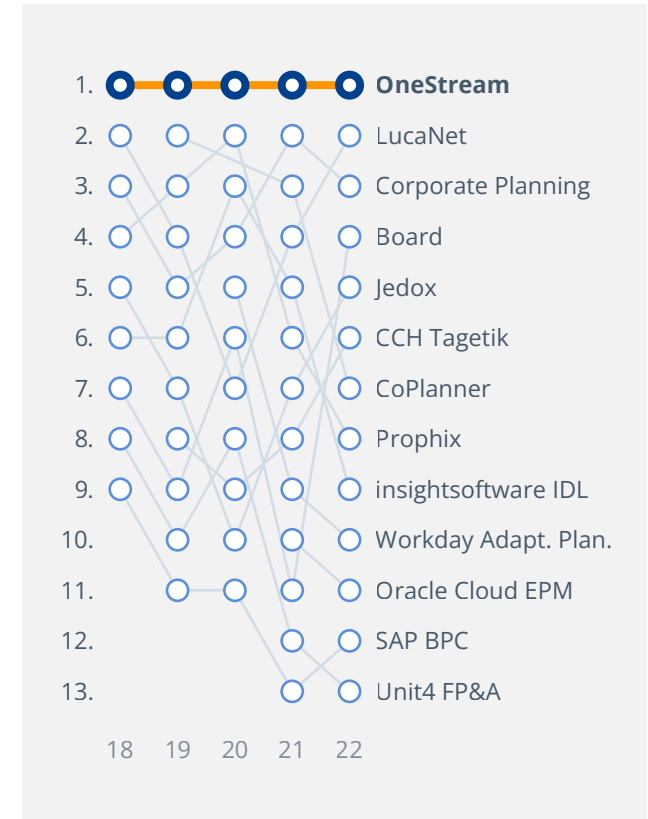 1. OneStream
2. LucaNet
3. Corporate Planning
4. Board
5. Jedox
6. CCH Tagetik
7. CoPlanner
8. Prophix
9. insightsoftware IDL
10. Workday Adapt. Plan.
11. Oracle Cloud EPM
12. SAP BPC
13. Unit4 FP&A
18 19 20 21 22